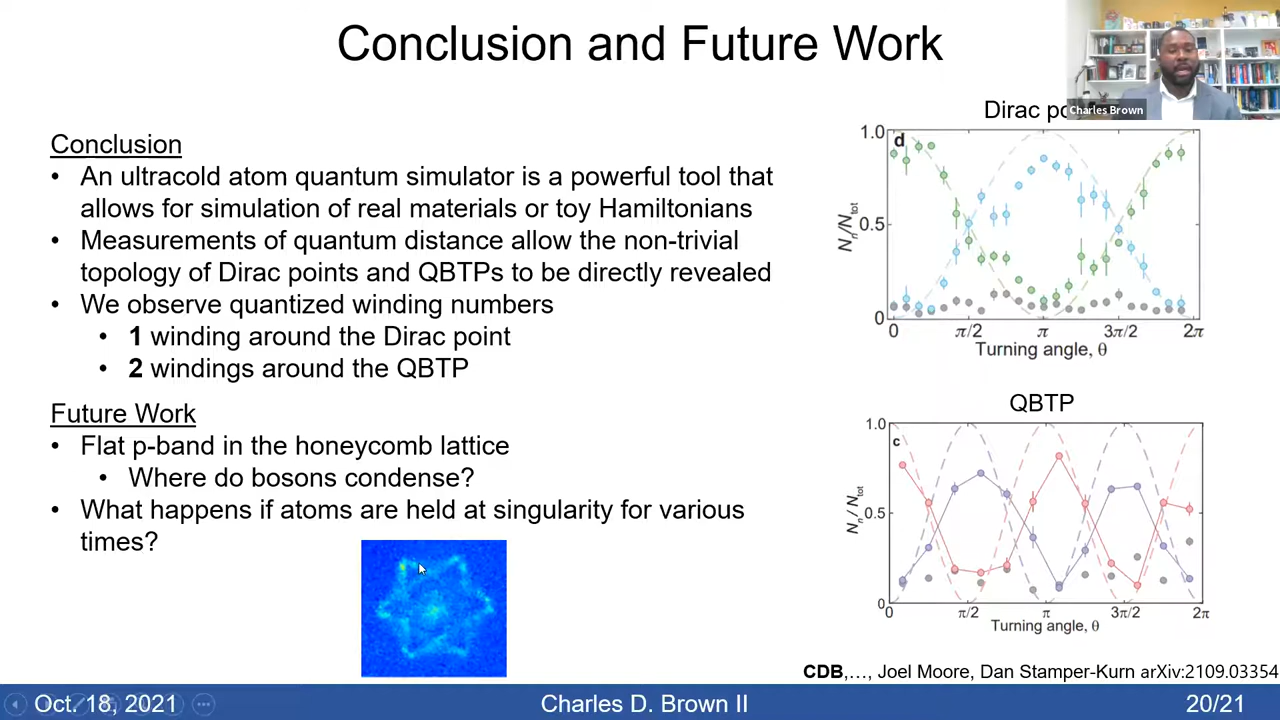 Conclusion and Future Work
Charles Brown
Conclusion
• An ultracold atom quantum simulator is a powerful tool that
allows for simulation of real materials or toy Hamiltonians
• Measurements of quantum distance allow the non-trivial
topology of Dirac points and QBTPs to be directly revealed
• We observe quantized winding numbers
• 1 winding around the Dirac point
• 2 windings around the QBTP
Future Work
• Flat p-band in the honeycomb lattice
• Where do bosons condense?
• What happens if atoms are held at singularity for various
times?
Dirac
d
1.0
0.5
0
Nn/Ntot
0 π/2 π 3π/2 2π
Turning angle, θ
QBTP
c
1.0
0.5
0
Nn/Ntot
0 π/2 π 3π/2 2π
Turning angle, θ
CDB,…, Joel Moore, Dan Stamper-Kurn arXiv:2109.03354
Oct. 18, 2021
Charles D. Brown II
20/21